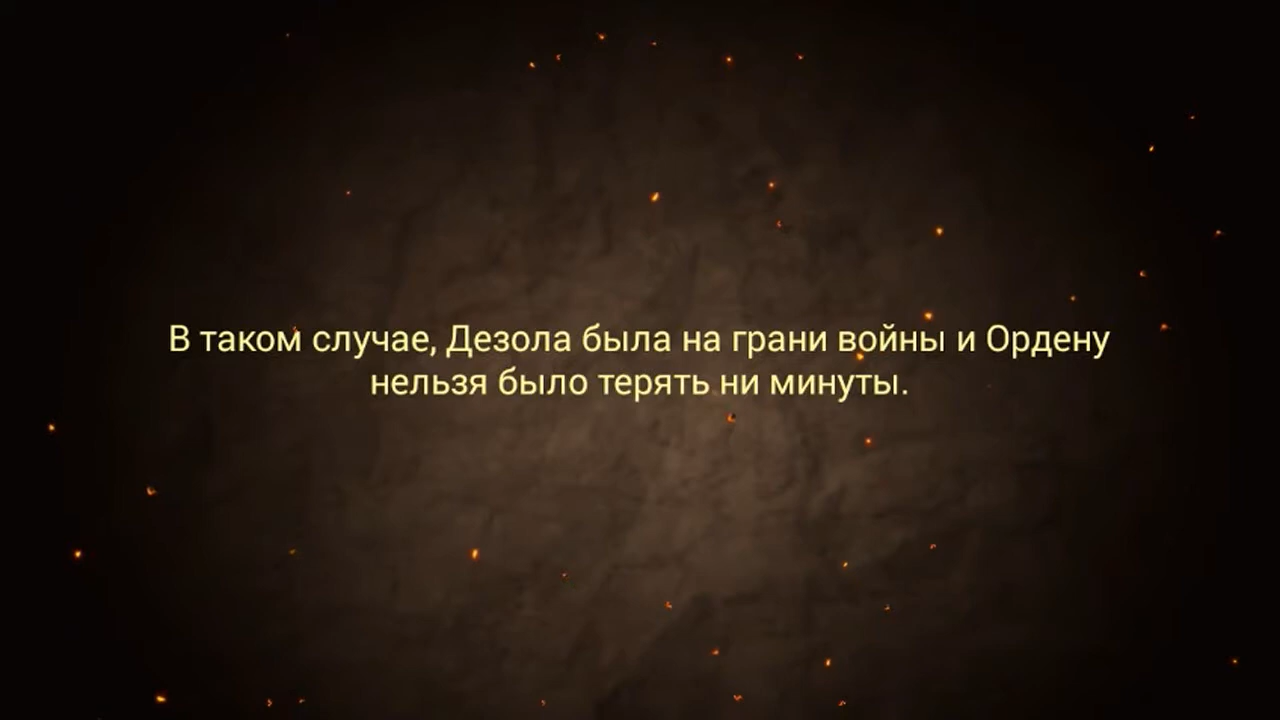 В таком случае, Дезола была на грани войны и Ордену
нельзя было терять ни минуты.